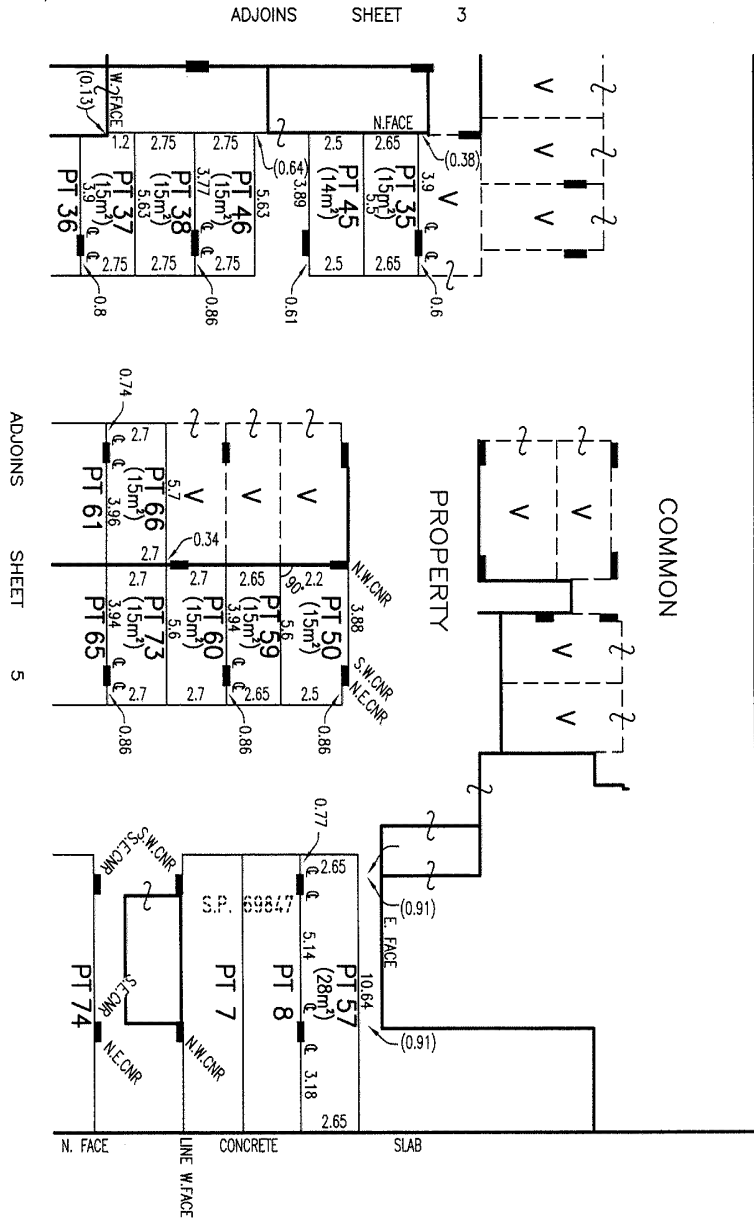 ADJOINS SHEET 3
W. FACE
(0.13)
N.FACE
1.2
2.75
2.75
(0.64)
2.5
2.65
(0.38)
PT 36
3.9
PT 37
(15m²)
5.63
PT 38
(15m²)
3.77
PT 46
(15m²)
5.63
3.89
PT 45
(14m²)
5.5
PT 35
(15m²)
3.9
V
V
V
V
2.75
2.75
2.75
2.5
2.65
0.8
0.86
0.61
0.6
ADJOINS SHEET 5
0.74
2.7
PT 61
3.96
PT 66
(15m²)
5.7
V
V
V
2.7
0.34
PROPERTY
COMMON
V
V
V
V
2.7
2.7
2.65
90°
2.2
N.W.CNR
PT 65
3.94
PT 73
(15m²)
5.6
PT 60
(15m²)
3.94
PT 59
(15m²)
5.6
PT 50
(15m²)
3.88
S.W.CNR
N.E.CNR
2.7
2.7
2.65
2.5
0.86
0.86
0.86
0.77
2.65
(0.91)
S.E.CNR
S.W.CNR
S.P. 69847
5.14
E. FACE
PT 74
S.E.CNR
N.E.CNR
N.W.CNR
PT 7
PT 8
PT 57
(28m²)
10.64
(0.91)
3.18
2.65
N. FACE
LINE W.FACE
CONCRETE SLAB